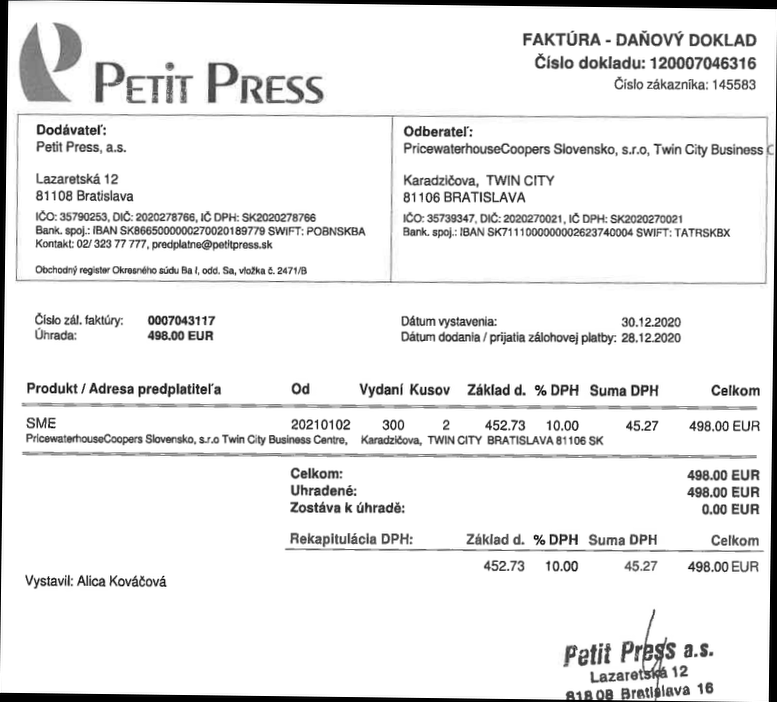 PETIT PRESS
FAKTÚRA - DAŇOVÝ DOKLAD
Číslo dokladu: 120007046316
Číslo zákazníka: 145583
Dodávateľ:
Petit Press, a.s.
Lazaretská 12
81108 Bratislava
IČO: 35790253, DIČ: 2020278766, IČ DPH: SK2020278766
Bank. spoj.: IBAN SK8665000000270020189779 SWIFT: POBNSKBA
Kontakt: 02/ 323 77 777, predplatne@petitpress.sk
Obchodný register Okresného súdu Ba I, odd. Sa, vložka č. 2471/B
Odberateľ:
PricewaterhouseCoopers Slovensko, s.r.o, Twin City Business C
Karadzičova, TWIN CITY
81106 BRATISLAVA
IČO: 35739347, DIČ: 2020270021, IČ DPH: SK2020270021
Bank. spoj.: IBAN SK7111000000002623740004 SWIFT: TATRSKBX
Číslo zál. faktúry: 0007043117
Úhrada: 498.00 EUR
Dátum vystavenia: 30.12.2020
Dátum dodania / prijatia zálohovej platby: 28.12.2020
Produkt / Adresa predplatiteľa Od Vydaní Kusov Základ d. % DPH Suma DPH Celkom
SME 20210102 300 2 452.73 10.00 45.27 498.00 EUR
PricewaterhouseCoopers Slovensko, s.r.o Twin City Business Centre, Karadzičova, TWIN CITY BRATISLAVA 81106 SK
Celkom: 498.00 EUR
Uhradené: 498.00 EUR
Zostáva k úhradě: 0.00 EUR
Rekapitulácia DPH: Základ d. % DPH Suma DPH Celkom
452.73 10.00 45.27 498.00 EUR
Vystavil: Alica Kováčová
Petit Press a.s.
Lazaretská 12
818 08 Bratislava 16